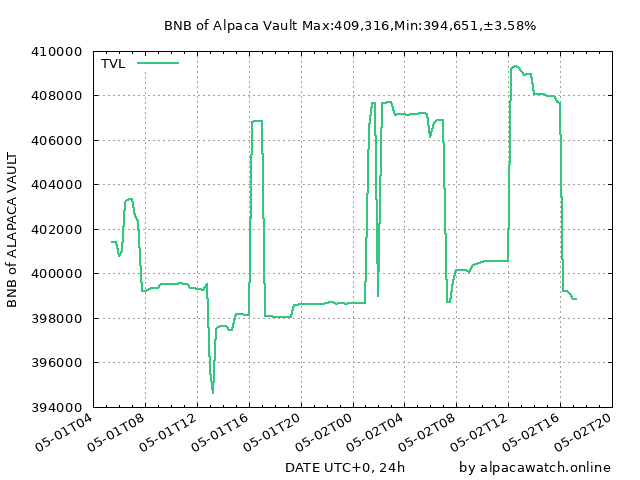 BNB of Alpaca Vault Max:409,316,Min:394,651,±3.58%
TVL
BNB of ALAPACA VAULT
410000
408000
406000
404000
402000
400000
398000
396000
394000
05-01T04
05-01T08
05-01T12
05-01T16
05-01T20
05-02T00
05-02T04
05-02T08
05-02T12
05-02T16
05-02T20
DATE UTC+0, 24h
by alpacawatch.online